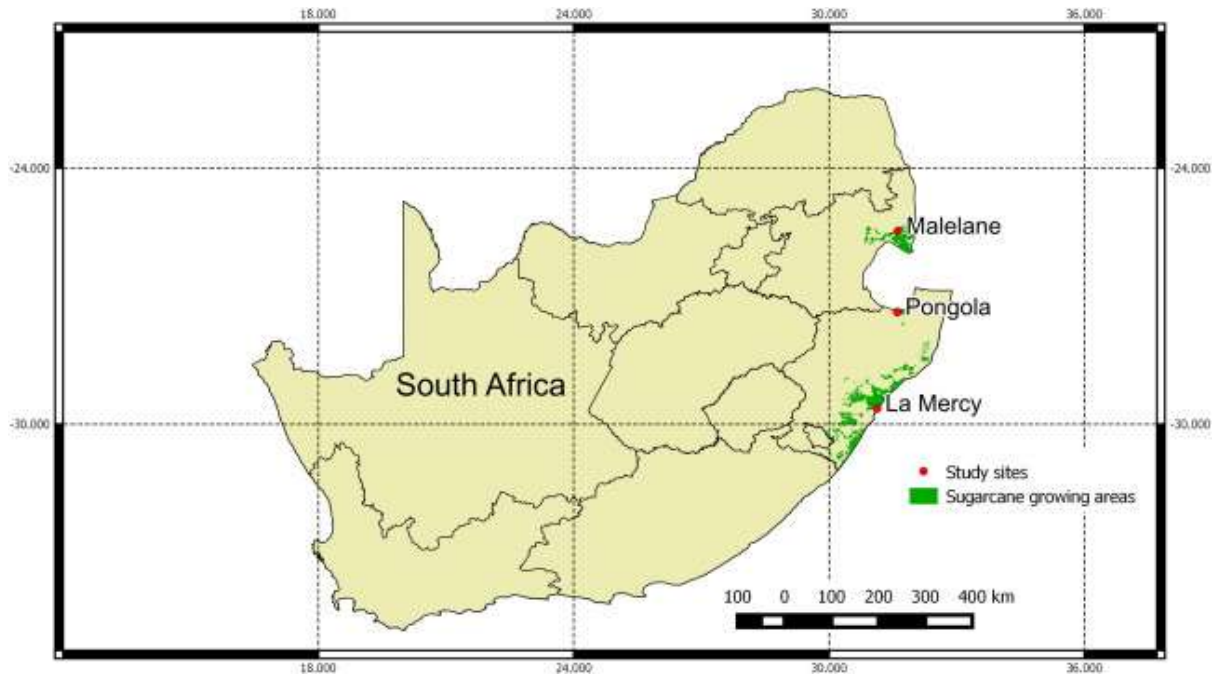 18.000 24.000 30.000 36.000
-24.000 -24.000
Malelane
Pongola
South Africa
La Mercy
-30.000 -30.000
Study sites
Sugarcane growing areas
100 0 100 200 300 400 km
18.000 24.000 30.000 36.000